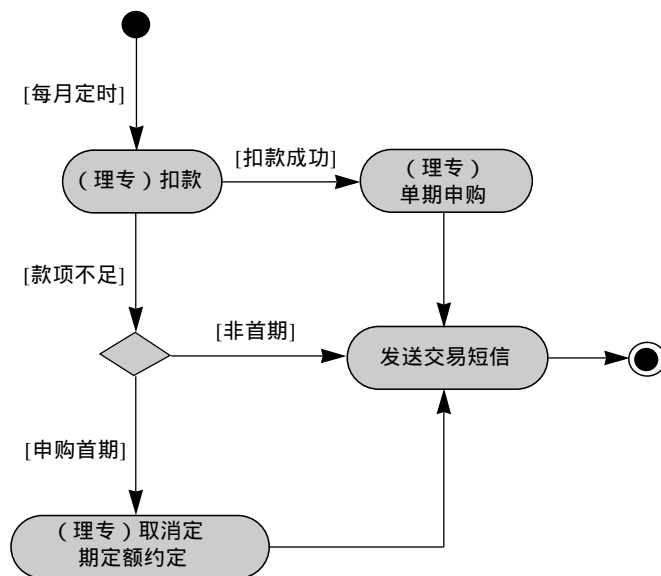 [每月定时]
（理专）扣款
[扣款成功]
（理专）
单期申购
[款项不足]
[非首期]
发送交易短信
[申购首期]
（理专）取消定
期定额约定